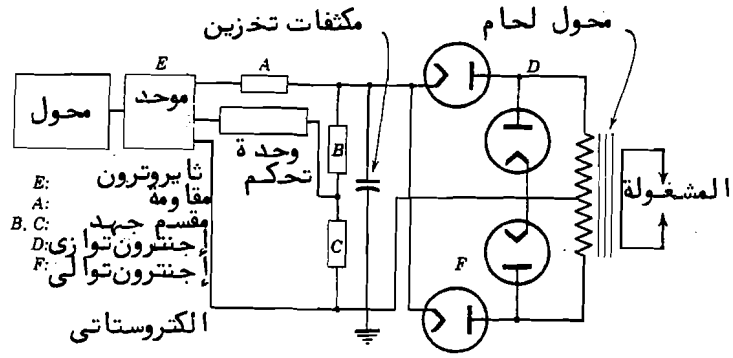 مكثفات تخزين
محول لحام
E
A
D
محول
موحد
وحدة
تحكم
B
المشغولة
E: ثايروترون
A: مقاومة
B, C: مقسم جهد
C
D: إجنترون توازى
F: إجنترون توالى
F
الكتروستاتى